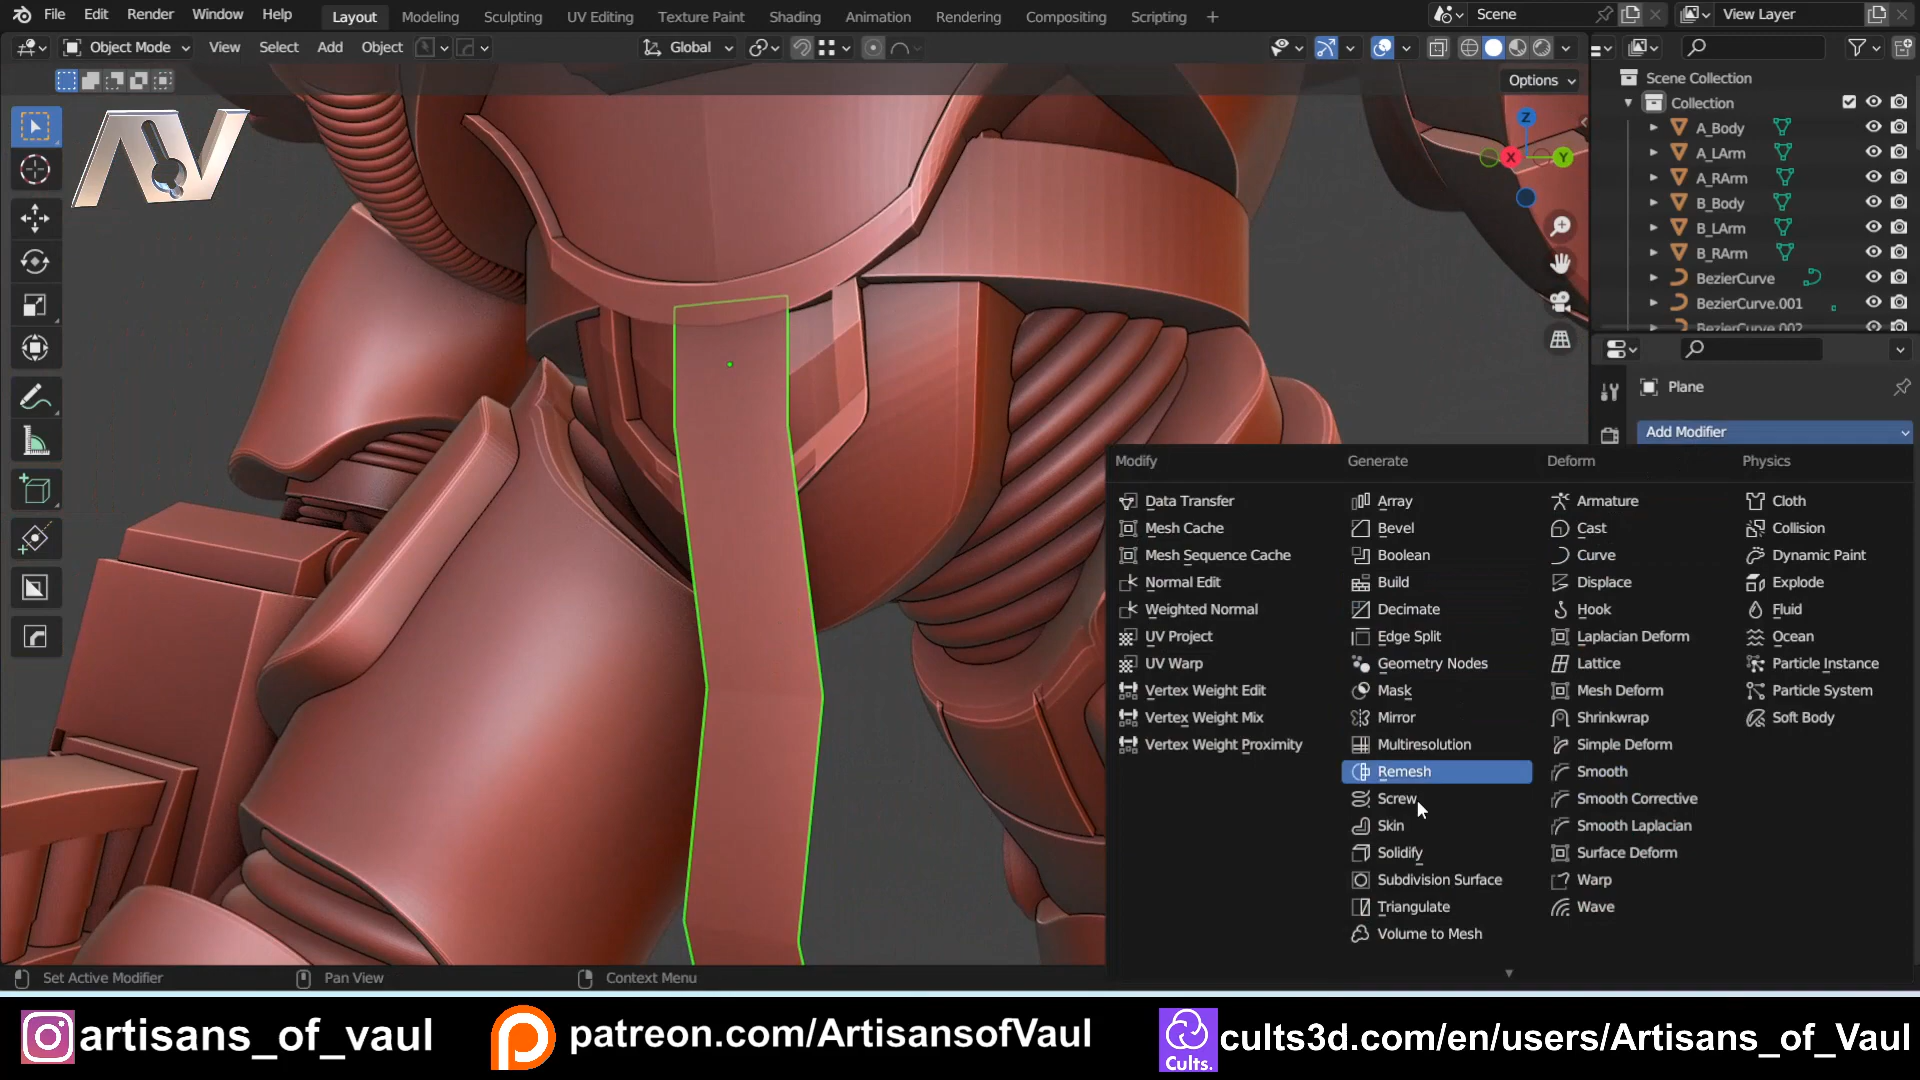 File Edit Render Window Help Layout Modeling Sculpting UV Editing Texture Paint Shading Animation Rendering Compositing Scripting + Scene View Layer
Object Mode View Select Add Object Global
Options
Scene Collection
Collection
A_Body
A_LArm
A_RArm
B_Body
B_LArm
B_RArm
BezierCurve
BezierCurve.001
BezierCurve.002
Z
X
Y
AV
Plane
Add Modifier
Modify Generate Deform Physics
Data Transfer Array Armature Cloth
Mesh Cache Bevel Cast Collision
Mesh Sequence Cache Boolean Curve Dynamic Paint
Normal Edit Build Displace Explode
Weighted Normal Decimate Hook Fluid
UV Project Edge Split Laplacian Deform Ocean
UV Warp Geometry Nodes Lattice Particle Instance
Vertex Weight Edit Mask Mesh Deform Particle System
Vertex Weight Mix Mirror Shrinkwrap Soft Body
Vertex Weight Proximity Multiresolution Simple Deform
Remesh Smooth
Screw Smooth Corrective
Skin Smooth Laplacian
Solidify Surface Deform
Subdivision Surface Warp
Triangulate Wave
Volume to Mesh
Set Active Modifier Pan View Context Menu
artisans_of_vaul patreon.com/ArtisansofVaul Cults. cults3d.com/en/users/Artisans_of_Vaul